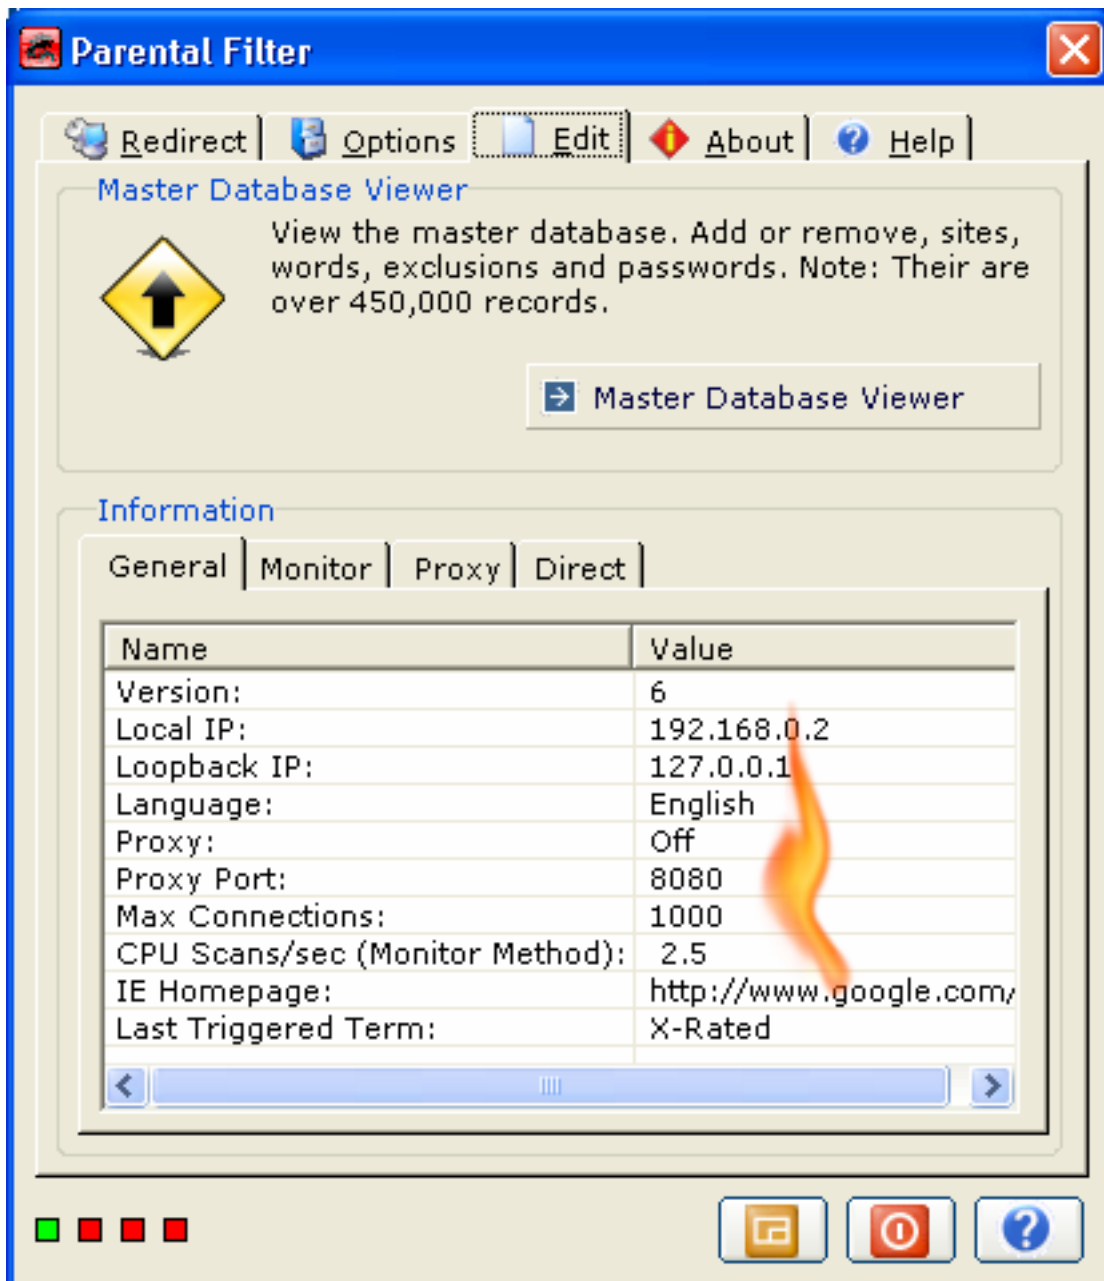 Parental Filter
Redirect Options Edit About Help
Master Database Viewer
View the master database. Add or remove, sites,
words, exclusions and passwords. Note: Their are
over 450,000 records.
Master Database Viewer
Information
General Monitor Proxy Direct
Name Value
Version: 6
Local IP: 192.168.0.2
Loopback IP: 127.0.0.1
Language: English
Proxy: Off
Proxy Port: 8080
Max Connections: 1000
CPU Scans/sec (Monitor Method): 2.5
IE Homepage: http://www.google.com/
Last Triggered Term: X-Rated